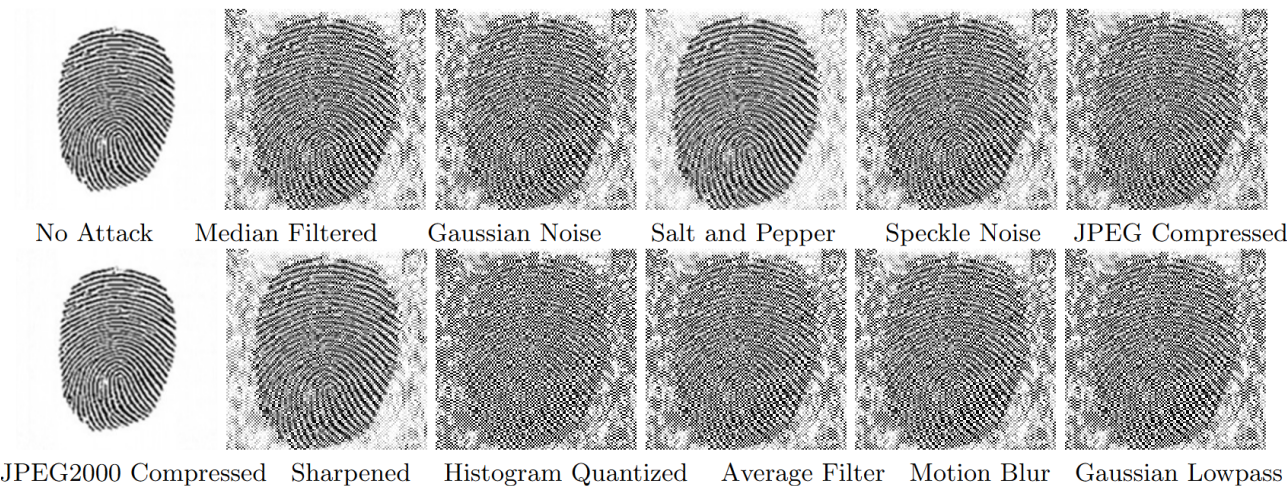 No Attack Median Filtered Gaussian Noise Salt and Pepper Speckle Noise JPEG Compressed
JPEG2000 Compressed Sharpened Histogram Quantized Average Filter Motion Blur Gaussian Lowpass